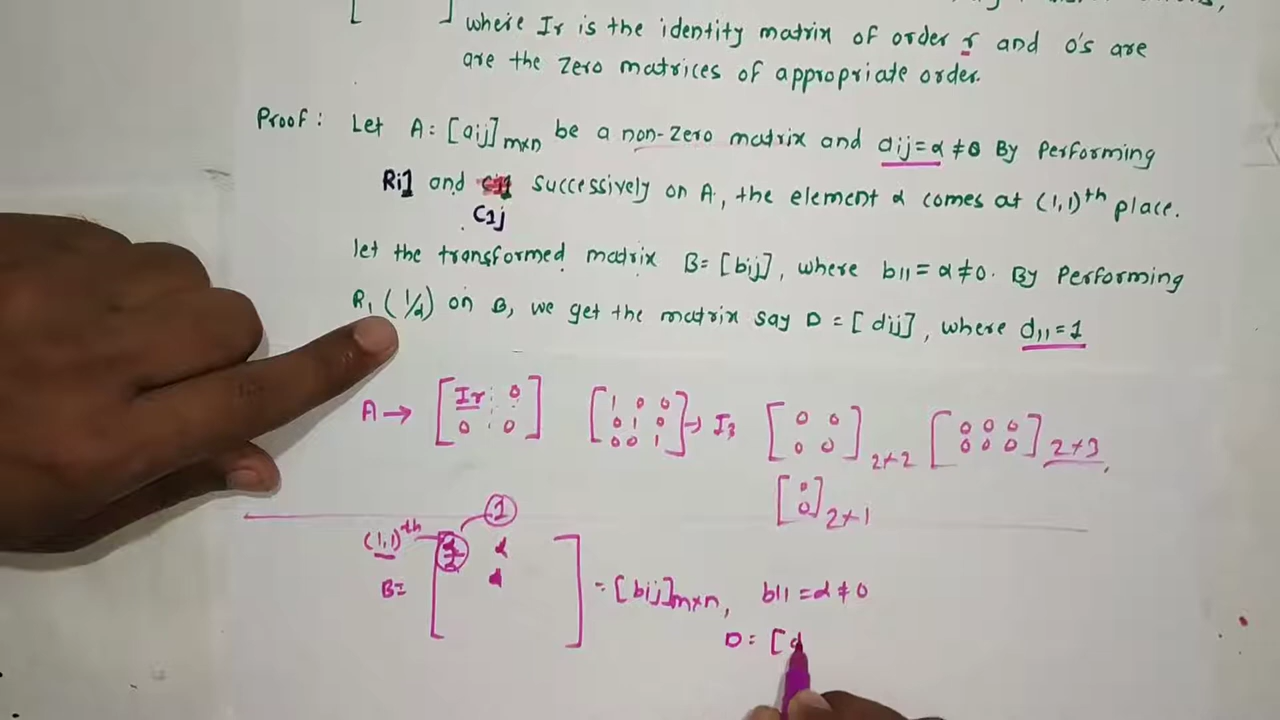 where Ir is the identity matrix of order r and 0's are
are the zero matrices of appropriate order.
Proof : Let A = [aij]m×n be a non-zero matrix and aij = α ≠ 0 By Performing
Ri1 and successively on A, the element α comes at (1,1)th place.
C1j
let the transformed matrix B = [bij], where b11 = α ≠ 0. By Performing
R1 (1/α) on B, we get the matrix say D = [dij], where d11 = 1
A → [Ir 0 [1 0 0 [0 0 [0 0 0
0 0] 0 1 0 0 0]2×2 0 0 0]2×3
0 0 1] → I3
[0
0]2×1
1
(1,1)th α
B = [ α ] = [bij]m×n, b11 = α ≠ 0
D = [d